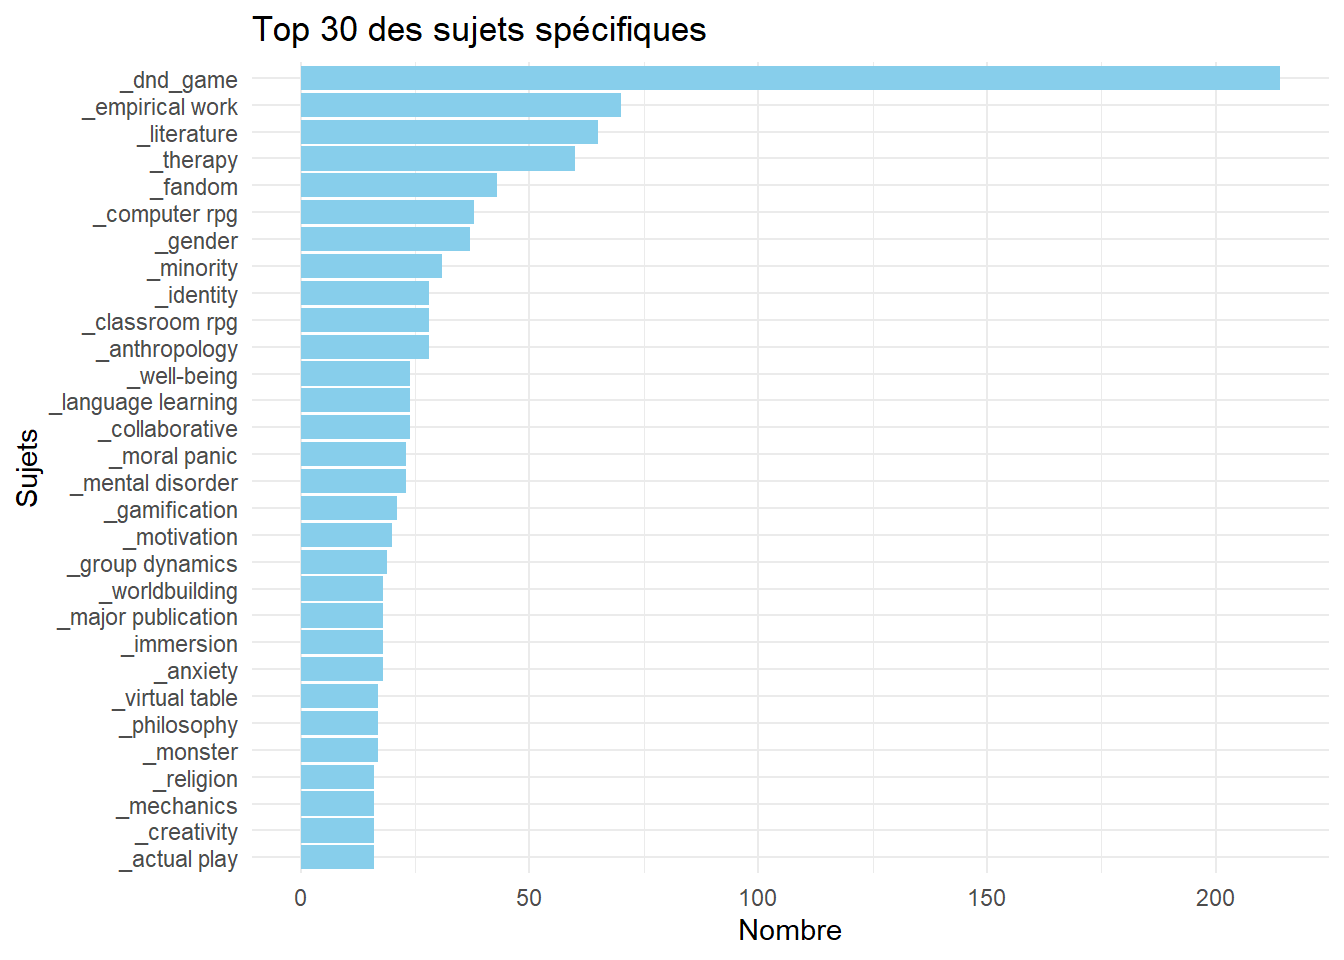 Top 30 des sujets spécifiques
_dnd_game
_empirical work
_literature
_therapy
_fandom
_computer rpg
_gender
_minority
_identity
_classroom rpg
_anthropology
_well-being
_language learning
_collaborative
_moral panic
_mental disorder
_gamification
_motivation
_group dynamics
_worldbuilding
_major publication
_immersion
_anxiety
_virtual table
_philosophy
_monster
_religion
_mechanics
_creativity
_actual play
Sujets
0 50 100 150 200
Nombre